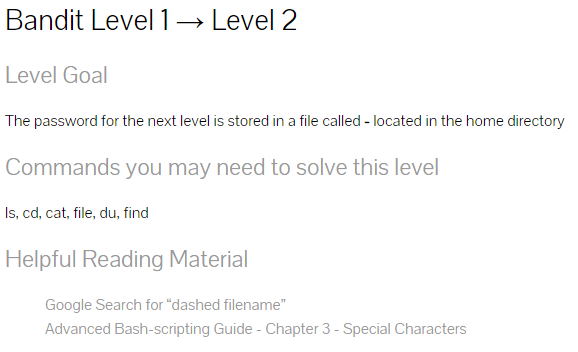 Bandit Level 1 → Level 2
Level Goal
The password for the next level is stored in a file called - located in the home directory
Commands you may need to solve this level
ls, cd, cat, file, du, find
Helpful Reading Material
Google Search for “dashed filename”
Advanced Bash-scripting Guide - Chapter 3 - Special Characters